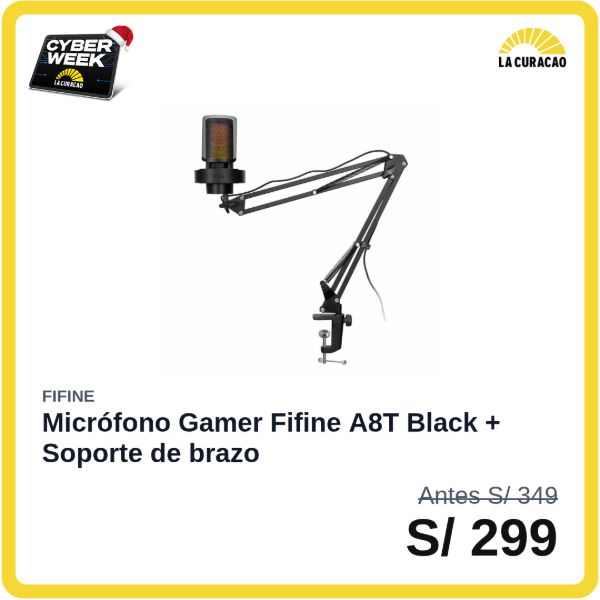 CYBER
WEEK
LA CURACAO
LA CURACAO
FIFINE
Micrófono Gamer Fifine A8T Black +
Soporte de brazo
Antes S/ 349
S/ 299